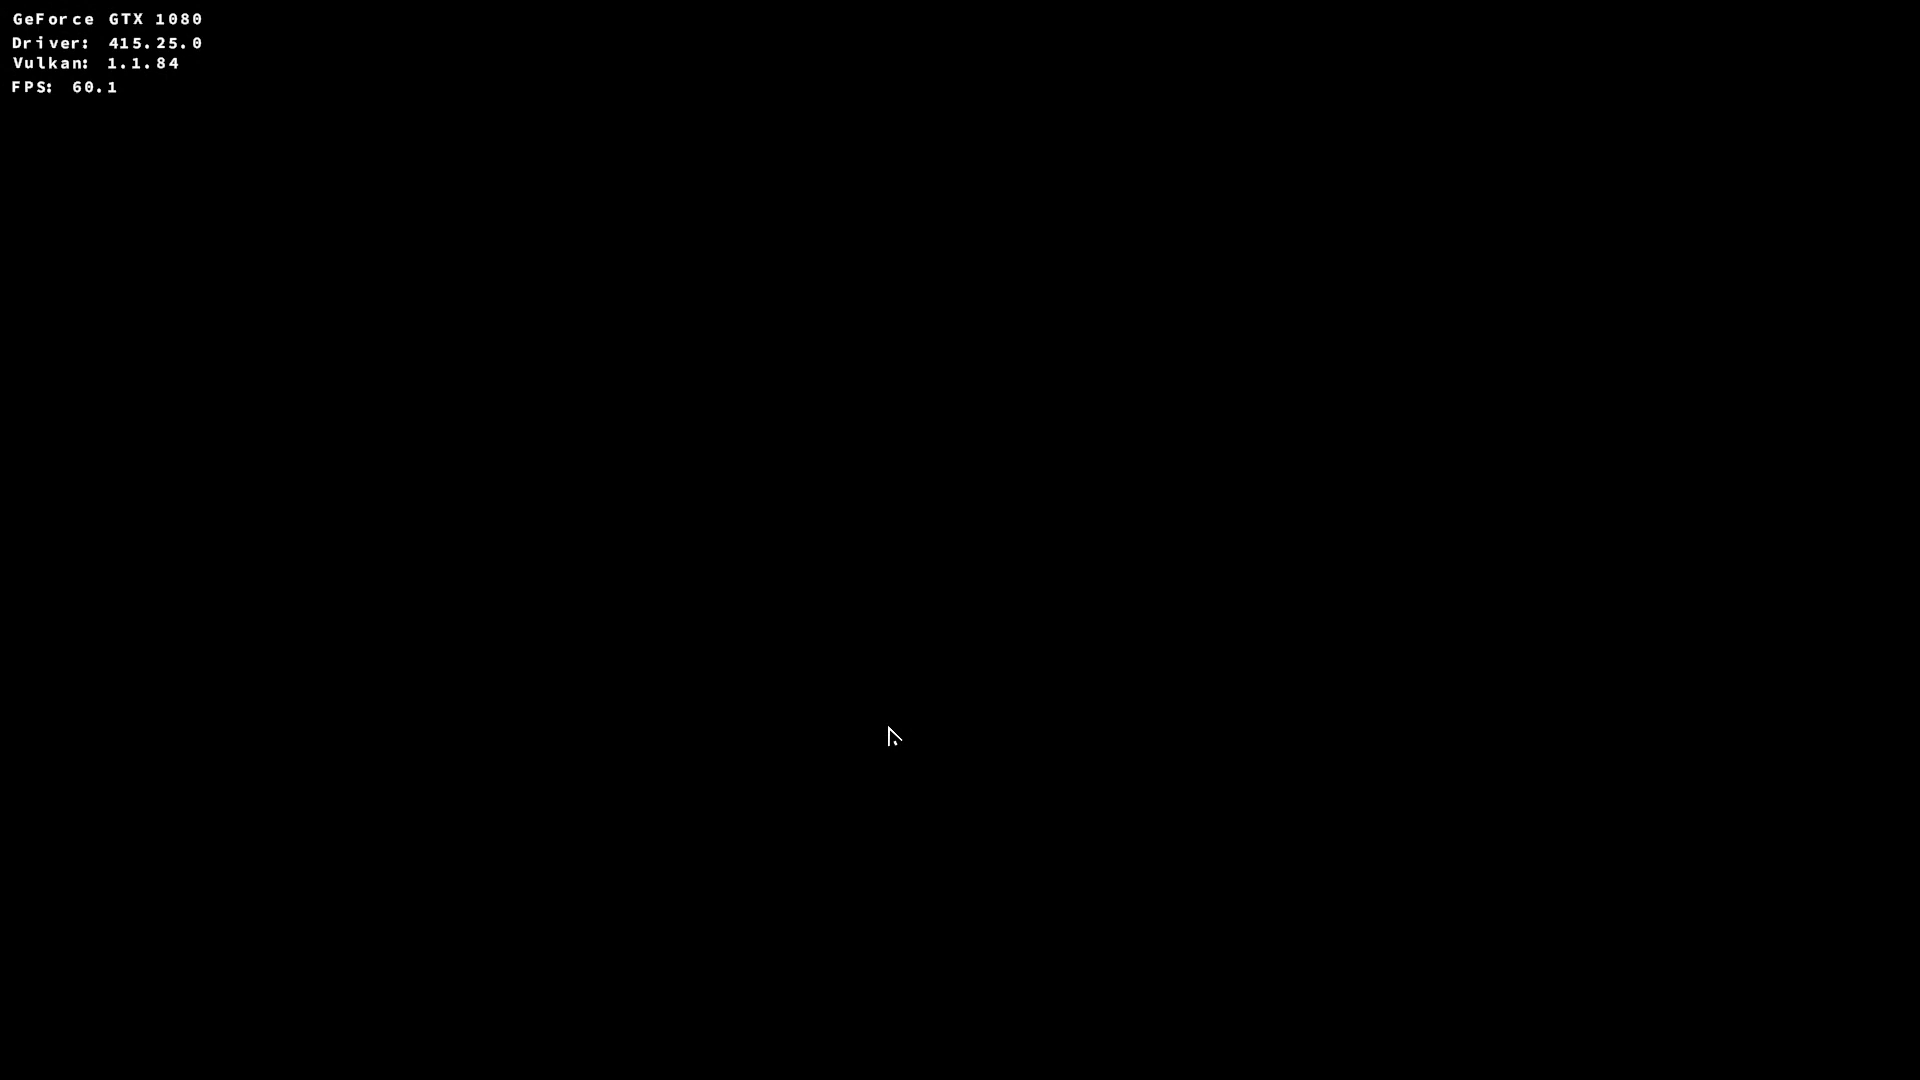 GeForce GTX 1080
Driver: 415.25.0
Vulkan: 1.1.84
FPS: 60.1